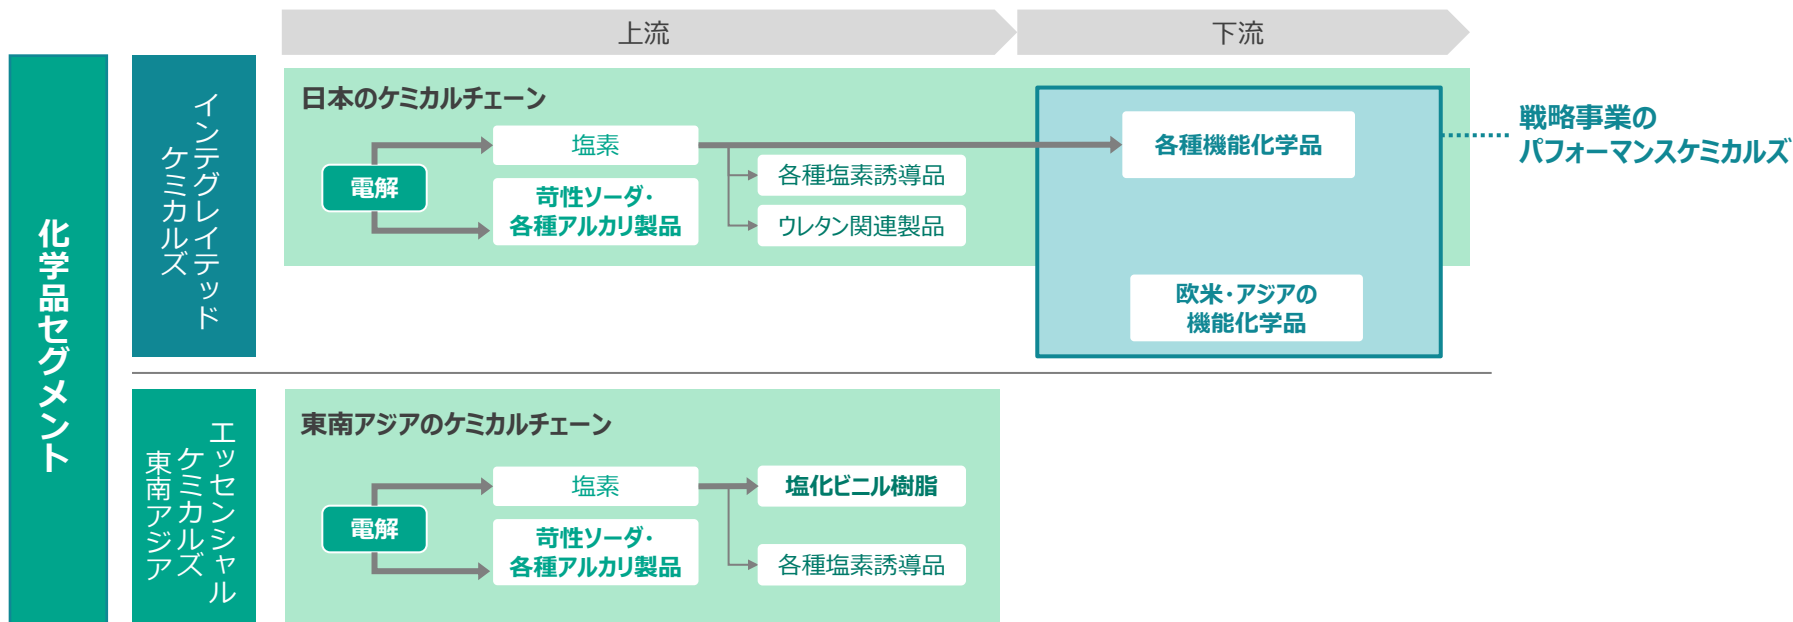 上流
下流
化学品セグメント
インテグレイテッド
ケミカルズ
日本のケミカルチェーン
電解
塩素
苛性ソーダ・
各種アルカリ製品
各種塩素誘導品
ウレタン関連製品
各種機能化学品
欧米・アジアの
機能化学品
戦略事業の
パフォーマンスケミカルズ
エッセンシャル
ケミカルズ
東南アジア
東南アジアのケミカルチェーン
電解
塩素
苛性ソーダ・
各種アルカリ製品
塩化ビニル樹脂
各種塩素誘導品